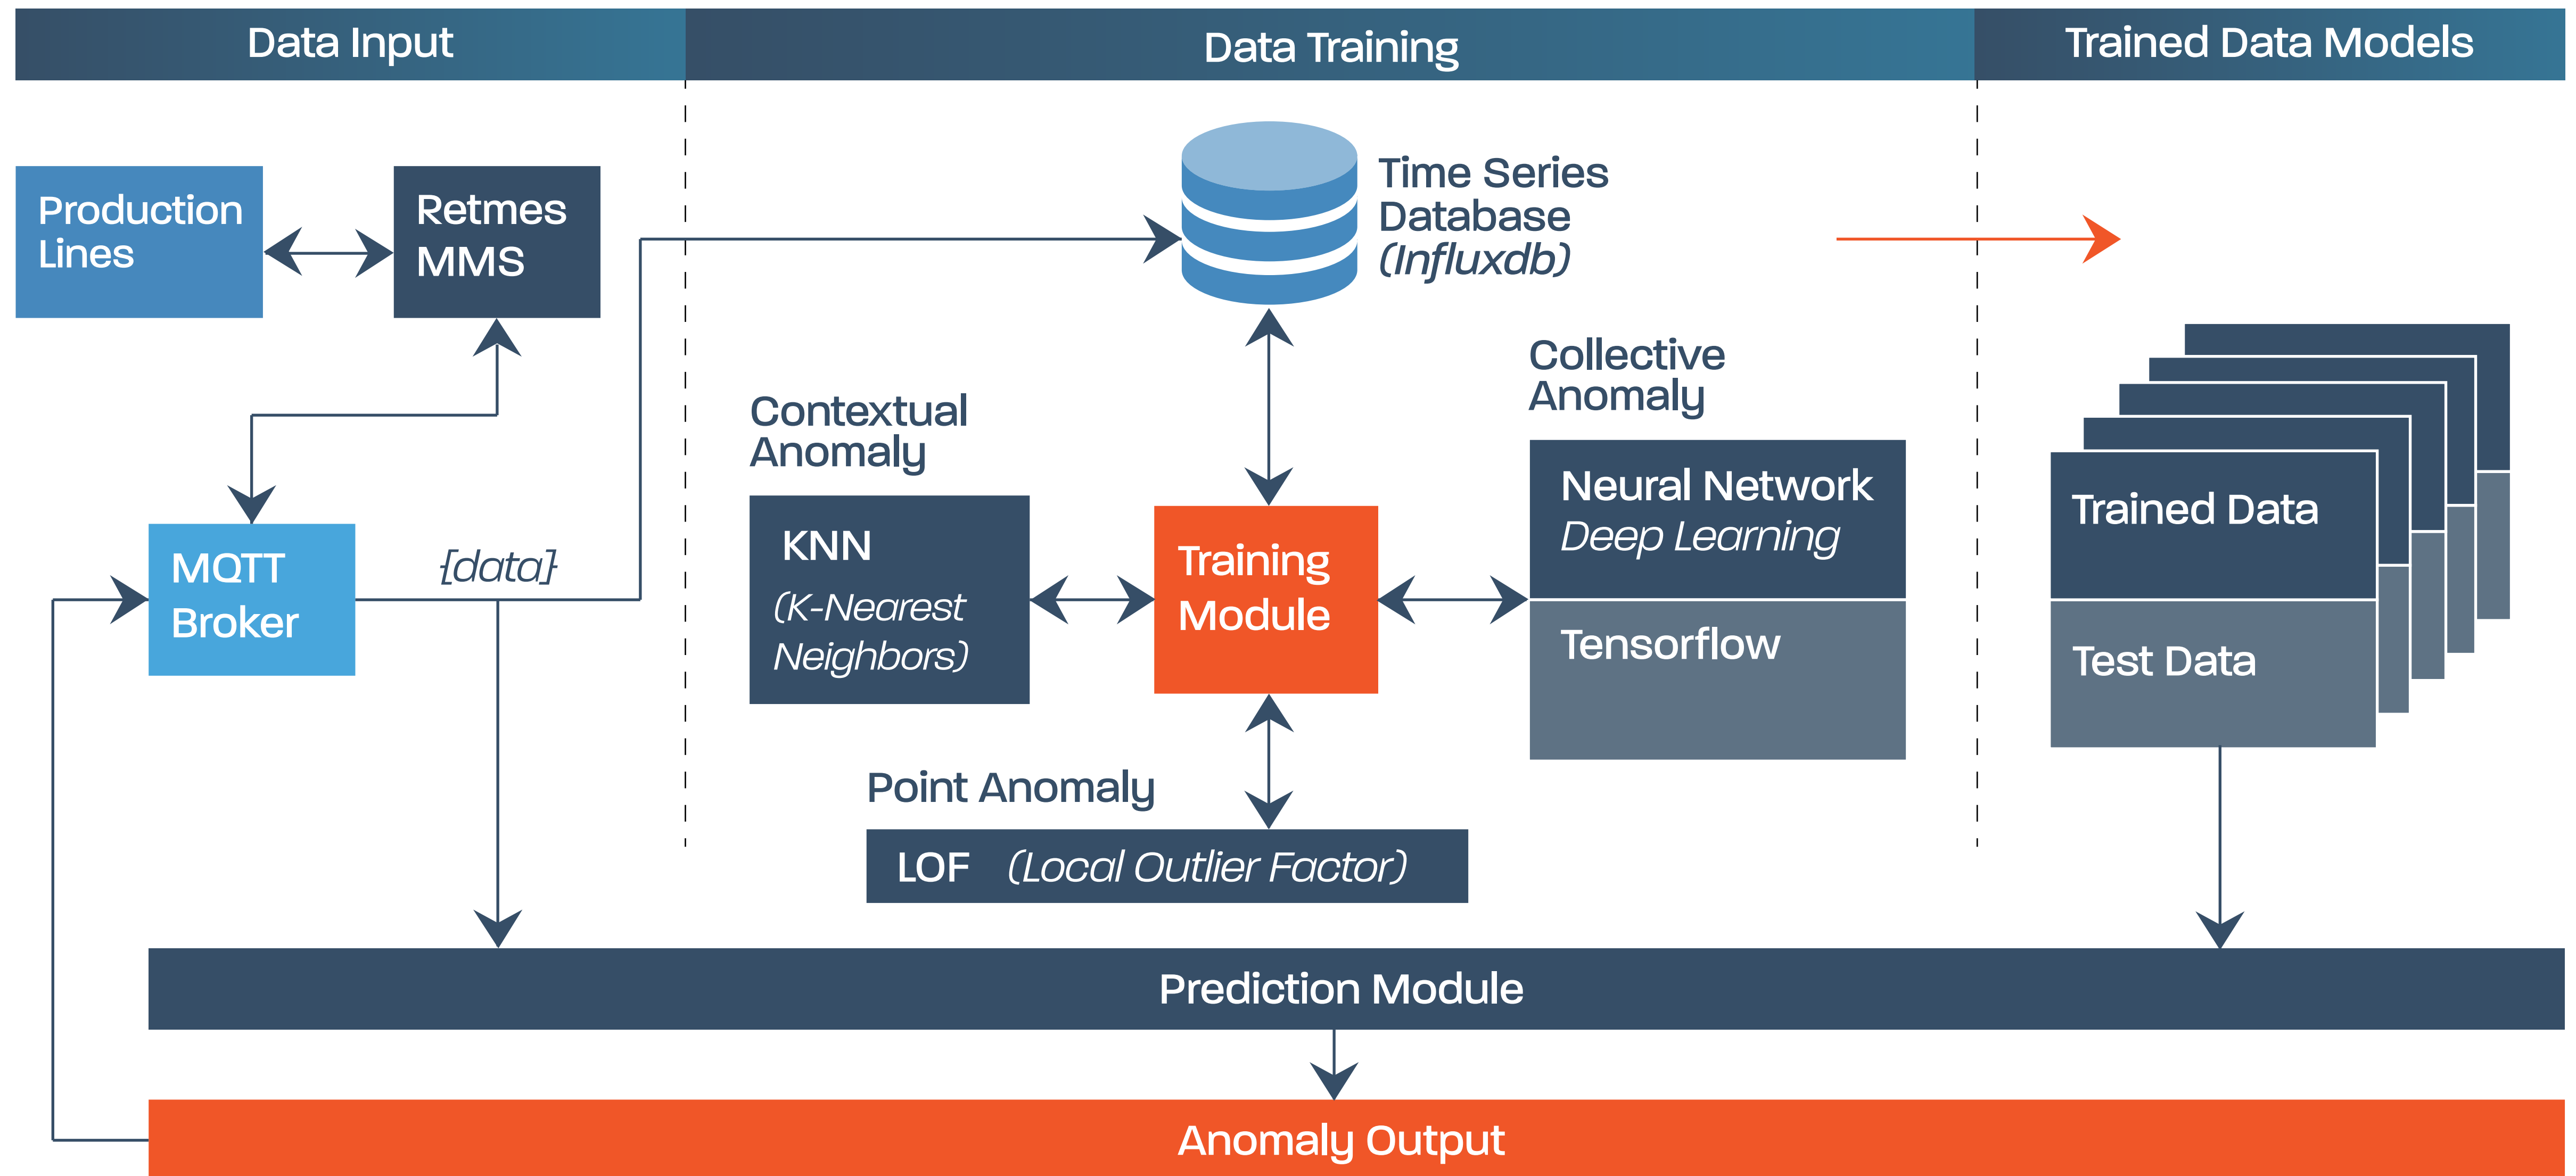 Data Input
Data Training
Trained Data Models
Production
Lines
Retmes
MMS
Time Series
Database
(Influxdb)
Contextual
Anomaly
Collective
Anomaly
MQTT
Broker
{data}
KNN
(K-Nearest
Neighbors)
Training
Module
Neural Network
Deep Learning
Tensorflow
Trained Data
Test Data
Point Anomaly
LOF (Local Outlier Factor)
Prediction Module
Anomaly Output